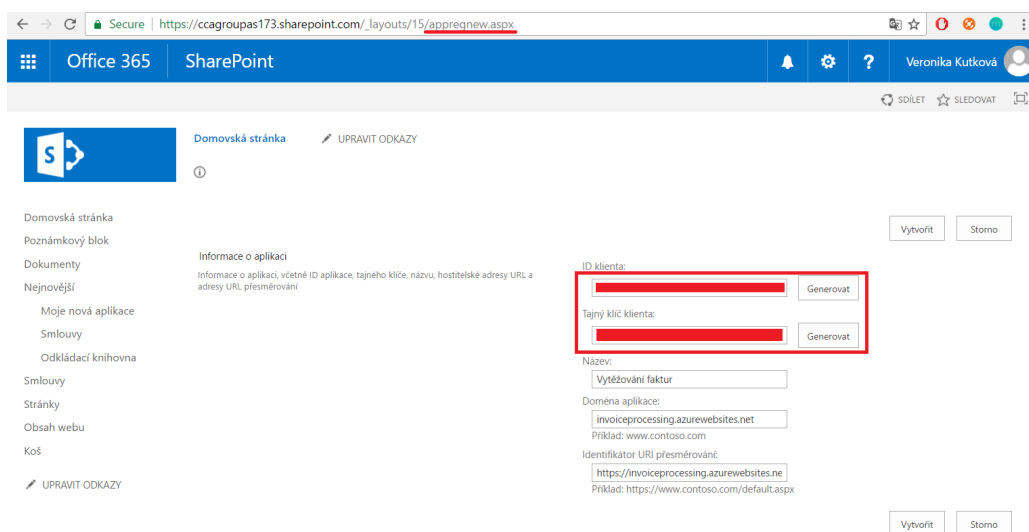 Secure | https://ccagroupas173.sharepoint.com/_layouts/15/appregnew.aspx
Office 365 SharePoint ? Veronika Kutková
SDÍLET SLEDOVAT
S
Domovská stránka UPRAVIT ODKAZY
Domovská stránka
Poznámkový blok
Dokumenty
Nejnovější
Moje nová aplikace
Smlouvy
Odkládací knihovna
Smlouvy
Stránky
Obsah webu
Koš
UPRAVIT ODKAZY
Vytvořit Storno
Informace o aplikaci
Informace o aplikaci, včetně ID aplikace, tajného klíče, názvu, hostitelské adresy URL a
adresy URL přesměrování
ID klienta:
Generovat
Tajný klíč klienta:
Generovat
Název:
Vytěžování faktur
Doména aplikace:
invoiceprocessing.azurewebsites.net
Příklad: www.contoso.com
Identifikátor URI přesměrování:
https://invoiceprocessing.azurewebsites.ne
Příklad: https://www.contoso.com/default.aspx
Vytvořit Storno